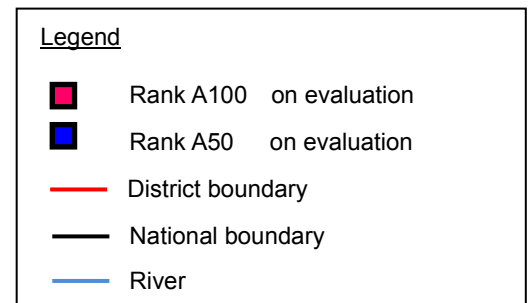 Legend
Rank A100 on evaluation
Rank A50 on evaluation
District boundary
National boundary
River